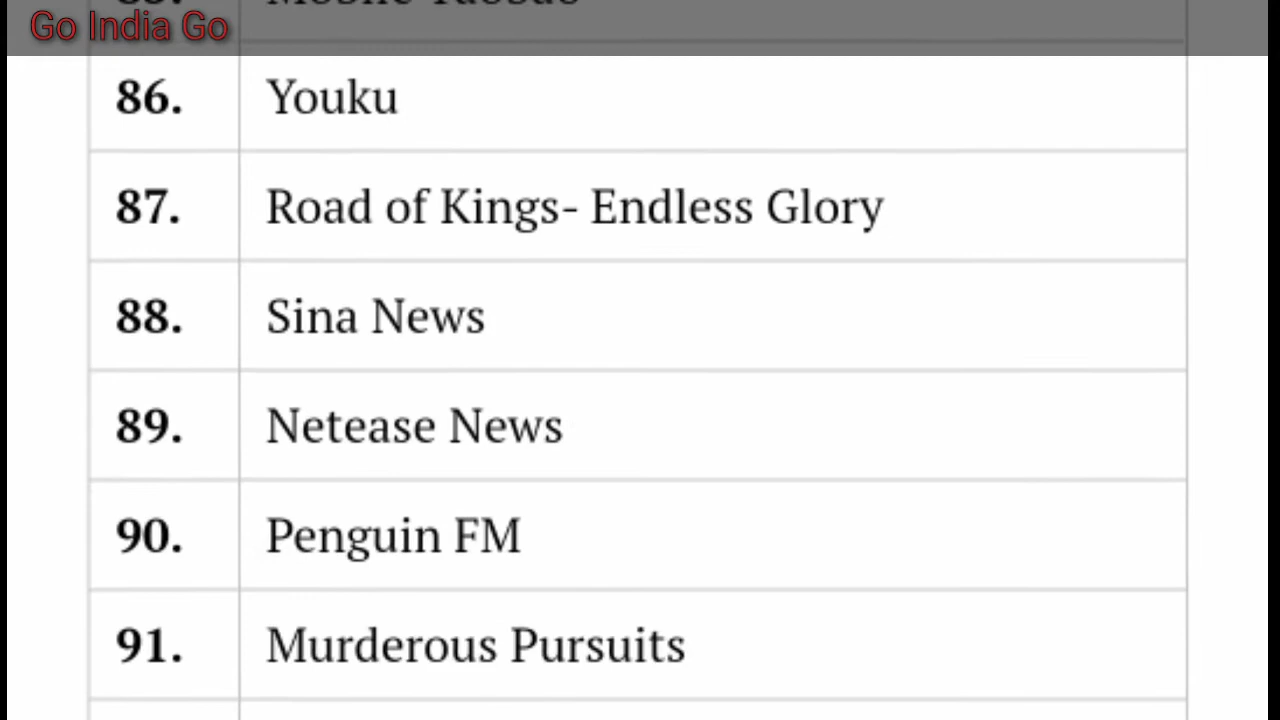 Go India Go
86. Youku
87. Road of Kings- Endless Glory
88. Sina News
89. Netease News
90. Penguin FM
91. Murderous Pursuits